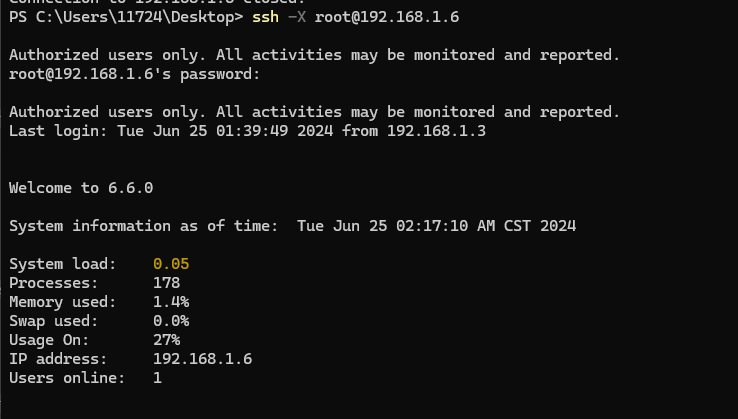 Connection to 192.168.1.6 closed.
PS C:\Users\11724\Desktop> ssh -X root@192.168.1.6
Authorized users only. All activities may be monitored and reported.
root@192.168.1.6's password:
Authorized users only. All activities may be monitored and reported.
Last login: Tue Jun 25 01:39:49 2024 from 192.168.1.3
Welcome to 6.6.0
System information as of time:  Tue Jun 25 02:17:10 AM CST 2024
System load:    0.05
Processes:      178
Memory used:    1.4%
Swap used:      0.0%
Usage On:       27%
IP address:     192.168.1.6
Users online:   1